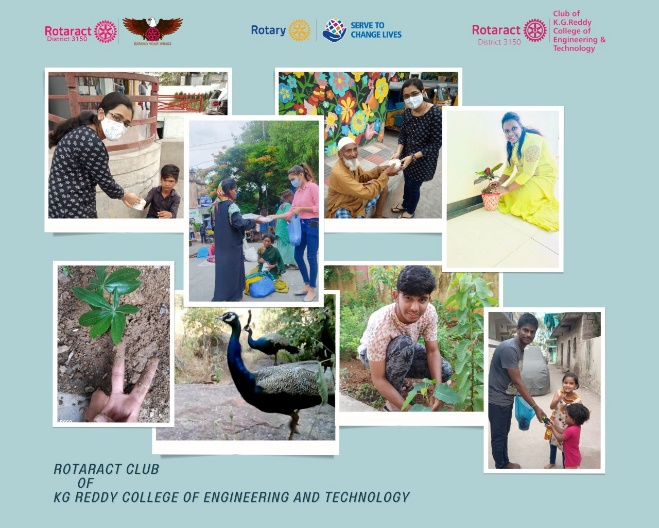 Rotaract
District 3150
Rotary
SERVE TO
CHANGE LIVES
Rotaract
District 3150
Club of
K.G.Reddy
College of
Engineering &
Technology
ROTARACT CLUB
OF
KG REDDY COLLEGE OF ENGINEERING AND TECHNOLOGY